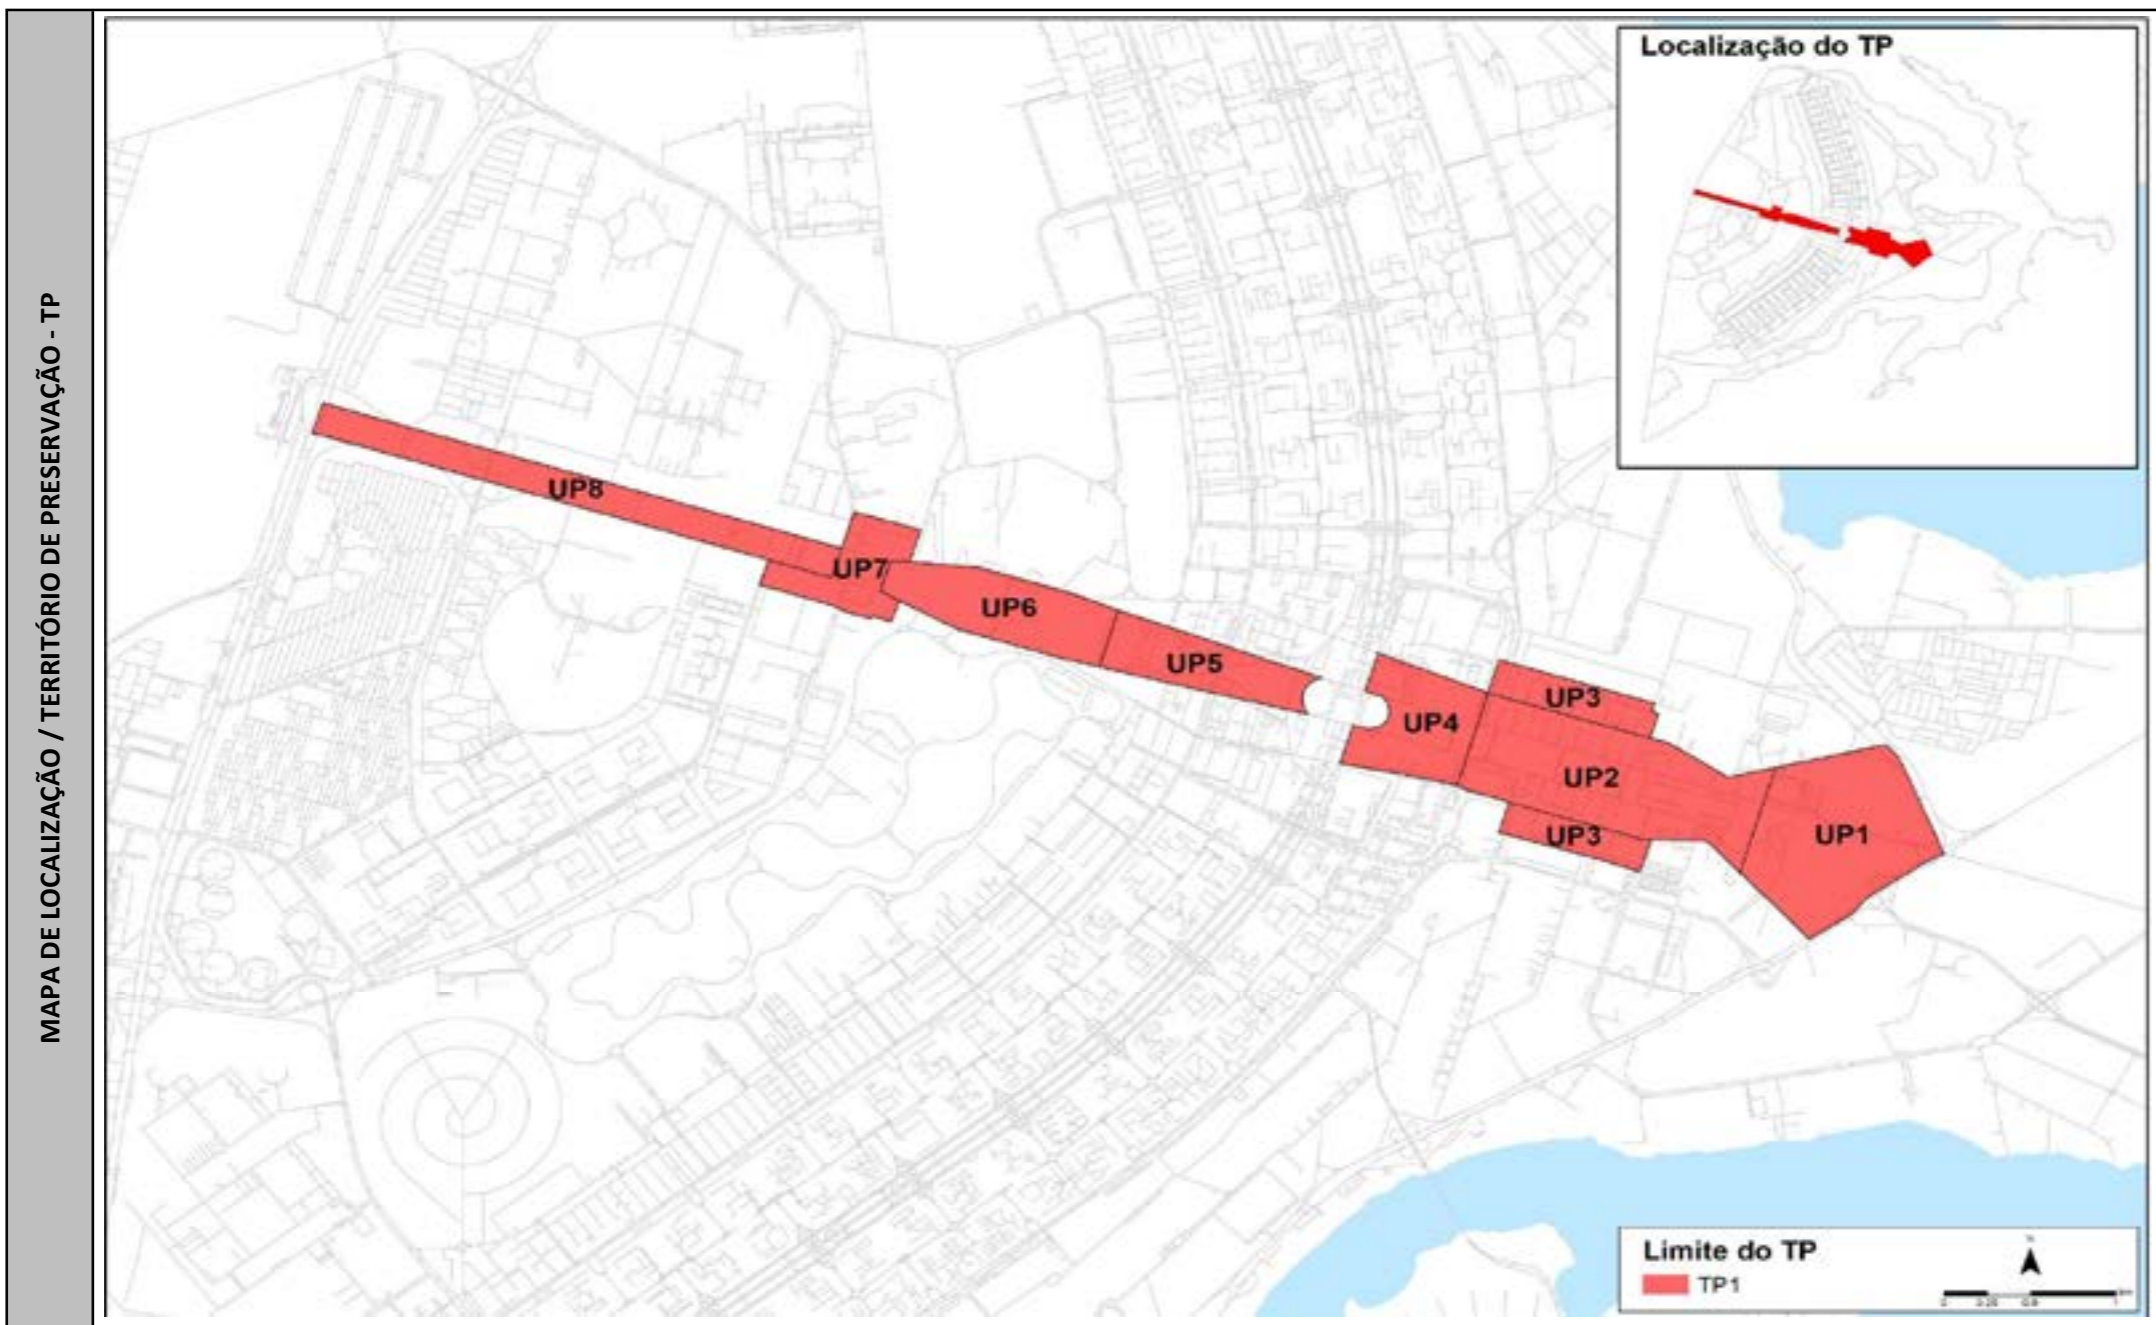 MAPA DE LOCALIZAÇÃO / TERRITÓRIO DE PRESERVAÇÃO - TP
Localização do TP
UP8
UP7
UP6
UP5
UP4
UP3
UP2
UP3
UP1
Limite do TP
TP1